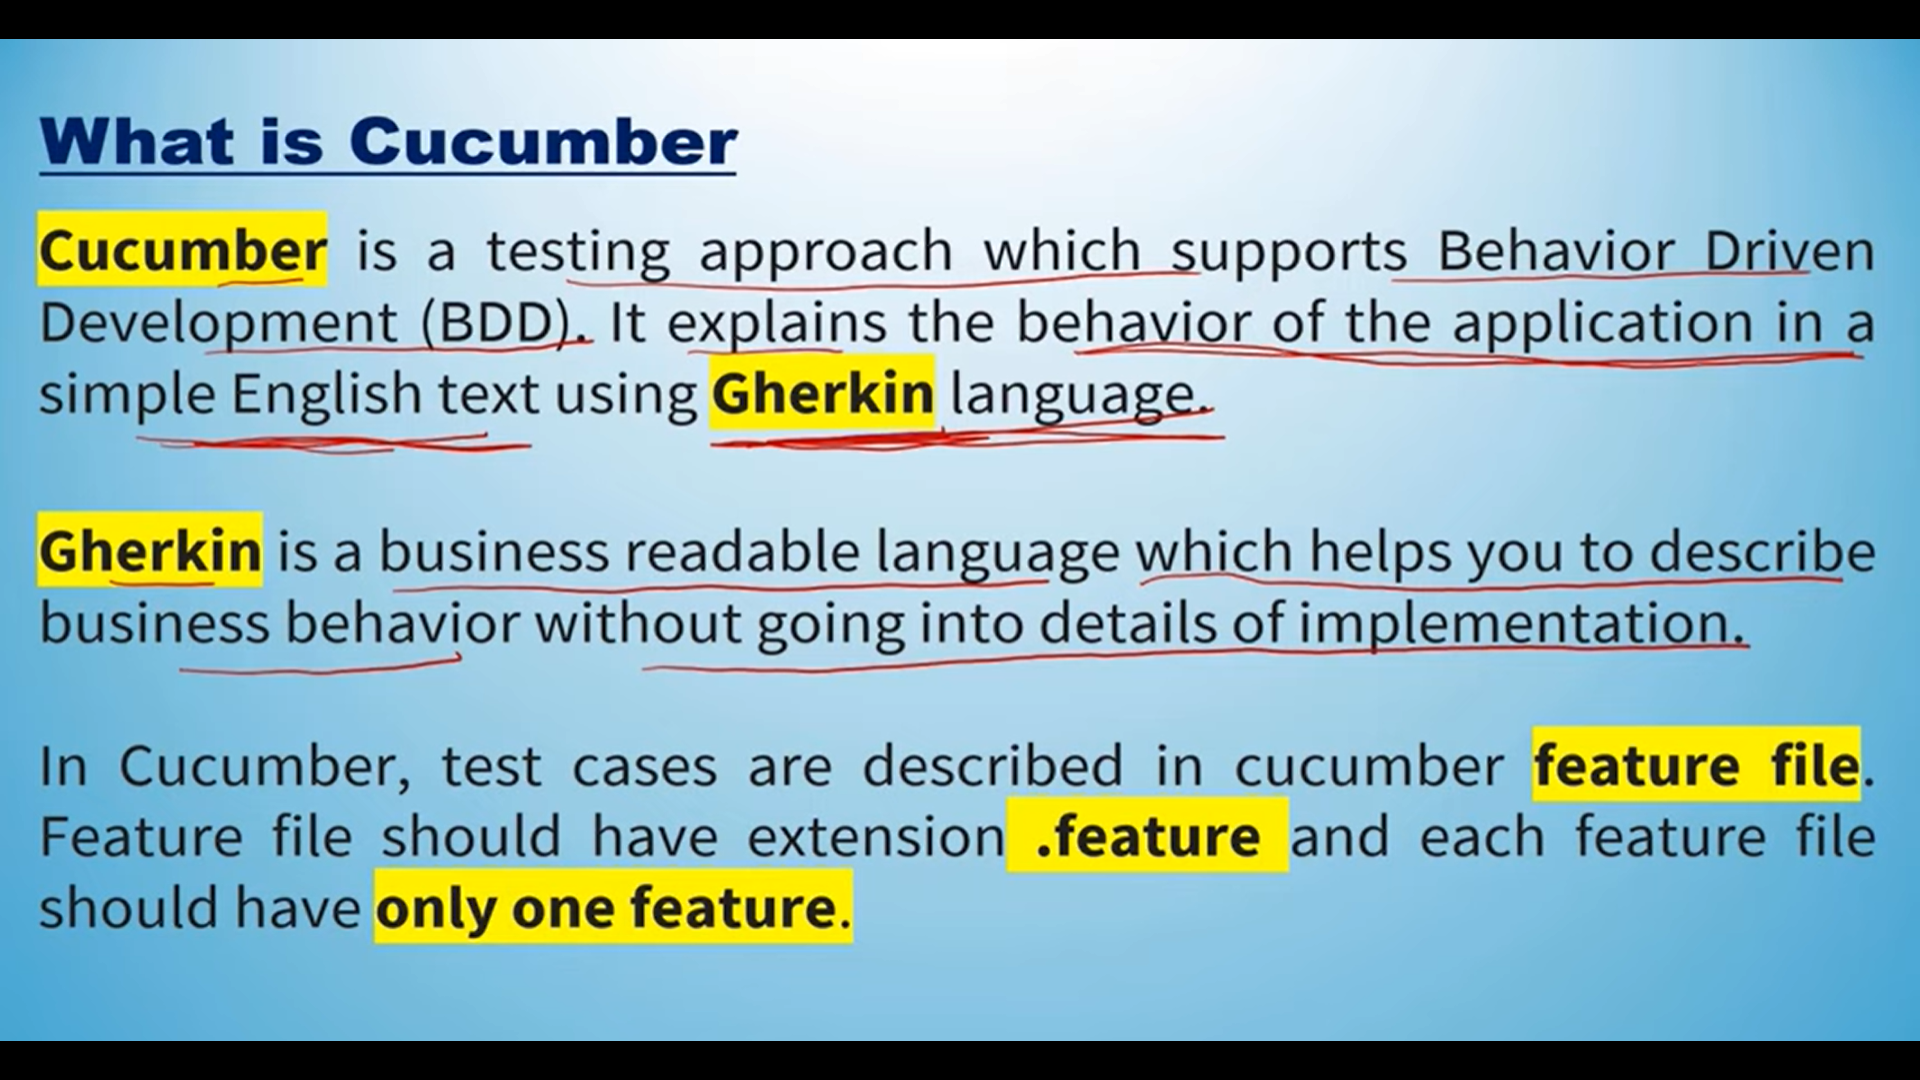 What is Cucumber
Cucumber is a testing approach which supports Behavior Driven
Development (BDD). It explains the behavior of the application in a
simple English text using Gherkin language.
Gherkin is a business readable language which helps you to describe
business behavior without going into details of implementation.
In Cucumber, test cases are described in cucumber feature file.
Feature file should have extension .feature and each feature file
should have only one feature.